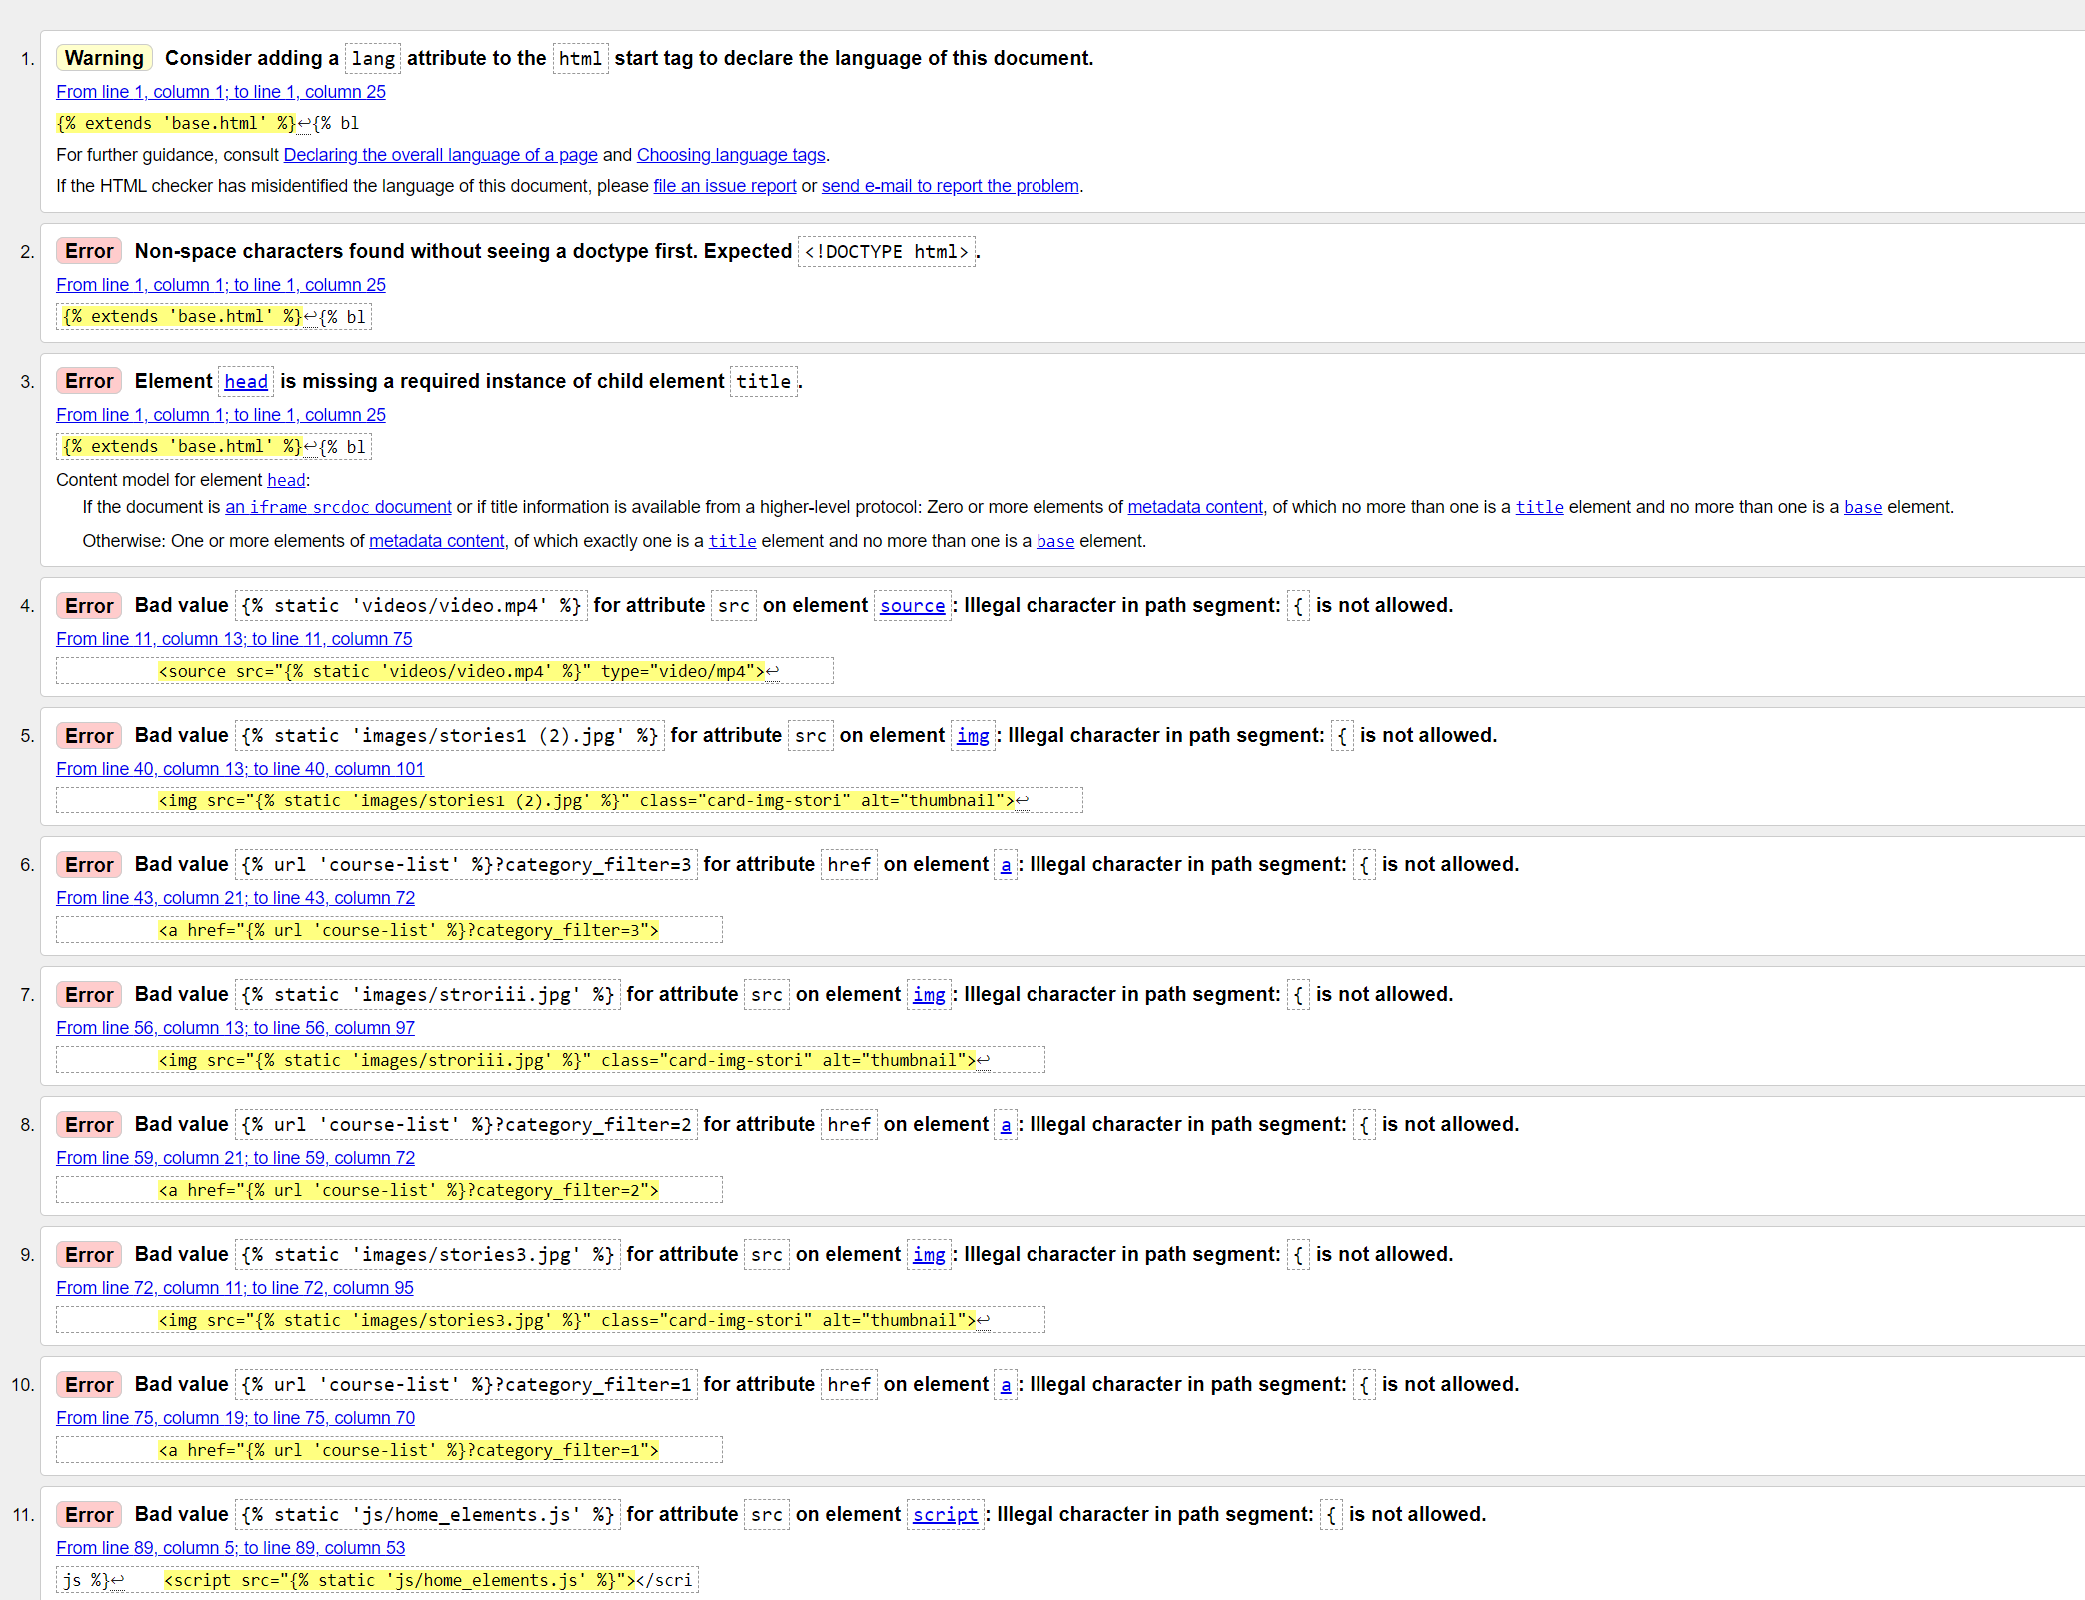 1. Warning Consider adding a lang attribute to the html start tag to declare the language of this document.
From line 1, column 1; to line 1, column 25
{% extends 'base.html' %}↩{% bl
For further guidance, consult Declaring the overall language of a page and Choosing language tags.
If the HTML checker has misidentified the language of this document, please file an issue report or send e-mail to report the problem.
2. Error Non-space characters found without seeing a doctype first. Expected <!DOCTYPE html>.
From line 1, column 1; to line 1, column 25
{% extends 'base.html' %}↩{% bl
3. Error Element head is missing a required instance of child element title.
From line 1, column 1; to line 1, column 25
{% extends 'base.html' %}↩{% bl
Content model for element head:
If the document is an iframe srcdoc document or if title information is available from a higher-level protocol: Zero or more elements of metadata content, of which no more than one is a title element and no more than one is a base element.
Otherwise: One or more elements of metadata content, of which exactly one is a title element and no more than one is a base element.
4. Error Bad value {% static 'videos/video.mp4' %} for attribute src on element source: Illegal character in path segment: { is not allowed.
From line 11, column 13; to line 11, column 75
<source src="{% static 'videos/video.mp4' %}" type="video/mp4">↩
5. Error Bad value {% static 'images/stories1 (2).jpg' %} for attribute src on element img: Illegal character in path segment: { is not allowed.
From line 40, column 13; to line 40, column 101
<img src="{% static 'images/stories1 (2).jpg' %}" class="card-img-stori" alt="thumbnail">↩
6. Error Bad value {% url 'course-list' %}?category_filter=3 for attribute href on element a: Illegal character in path segment: { is not allowed.
From line 43, column 21; to line 43, column 72
<a href="{% url 'course-list' %}?category_filter=3">
7. Error Bad value {% static 'images/stroriii.jpg' %} for attribute src on element img: Illegal character in path segment: { is not allowed.
From line 56, column 13; to line 56, column 97
<img src="{% static 'images/stroriii.jpg' %}" class="card-img-stori" alt="thumbnail">↩
8. Error Bad value {% url 'course-list' %}?category_filter=2 for attribute href on element a: Illegal character in path segment: { is not allowed.
From line 59, column 21; to line 59, column 72
<a href="{% url 'course-list' %}?category_filter=2">
9. Error Bad value {% static 'images/stories3.jpg' %} for attribute src on element img: Illegal character in path segment: { is not allowed.
From line 72, column 11; to line 72, column 95
<img src="{% static 'images/stories3.jpg' %}" class="card-img-stori" alt="thumbnail">↩
10. Error Bad value {% url 'course-list' %}?category_filter=1 for attribute href on element a: Illegal character in path segment: { is not allowed.
From line 75, column 19; to line 75, column 70
<a href="{% url 'course-list' %}?category_filter=1">
11. Error Bad value {% static 'js/home_elements.js' %} for attribute src on element script: Illegal character in path segment: { is not allowed.
From line 89, column 5; to line 89, column 53
js %}↩ <script src="{% static 'js/home_elements.js' %}"></scri